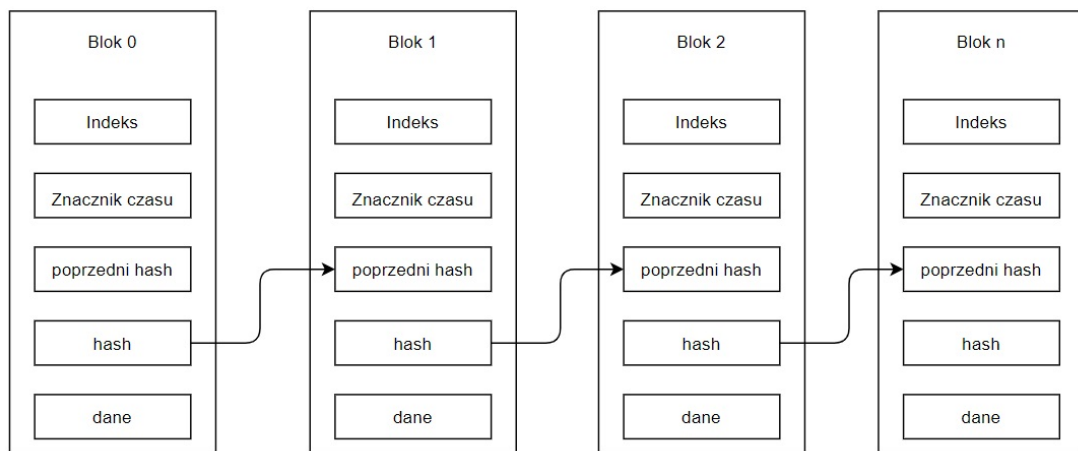 Blok 0
Indeks
Znacznik czasu
poprzedni hash
hash
dane
Blok 1
Indeks
Znacznik czasu
poprzedni hash
hash
dane
Blok 2
Indeks
Znacznik czasu
poprzedni hash
hash
dane
Blok n
Indeks
Znacznik czasu
poprzedni hash
hash
dane